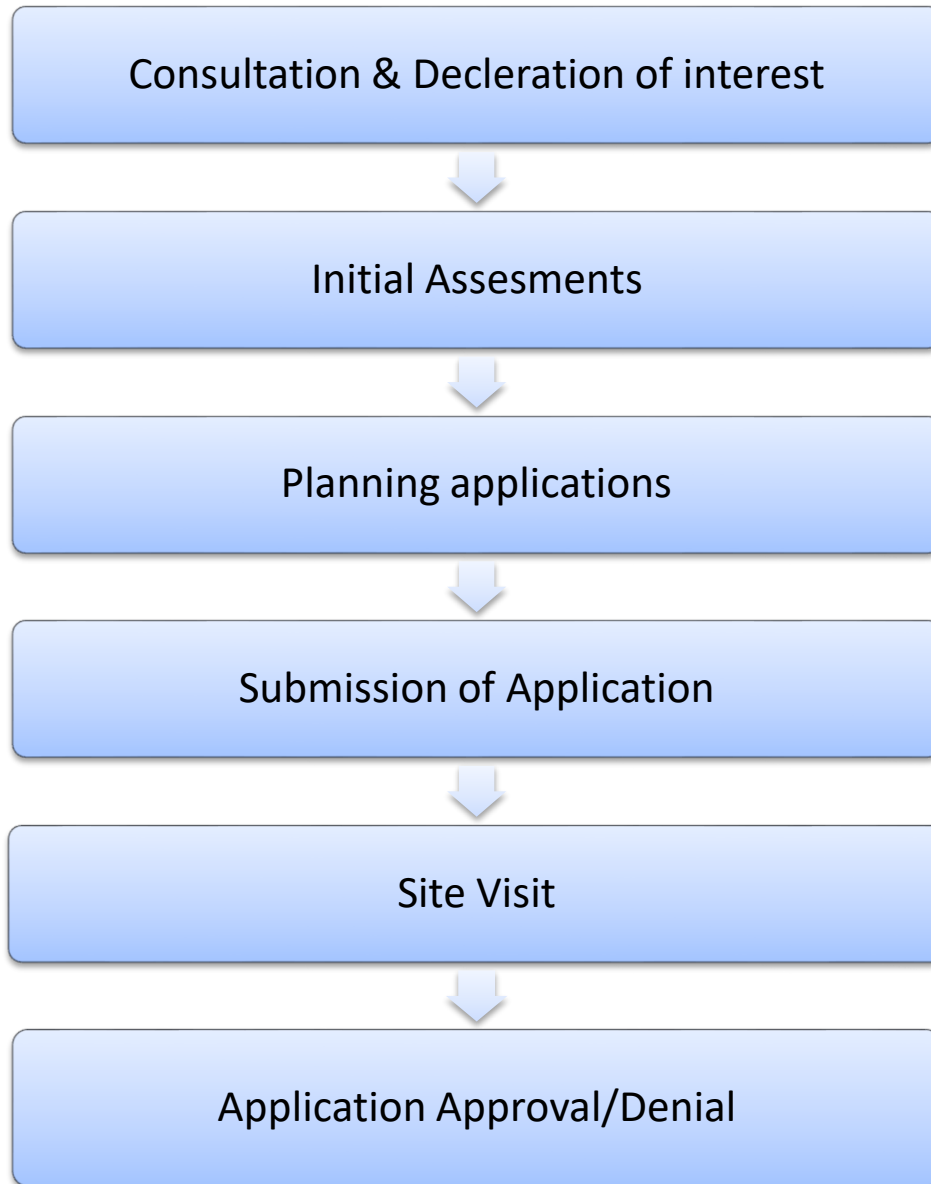 Consultation & Decleration of interest
Initial Assesments
Planning applications
Submission of Application
Site Visit
Application Approval/Denial